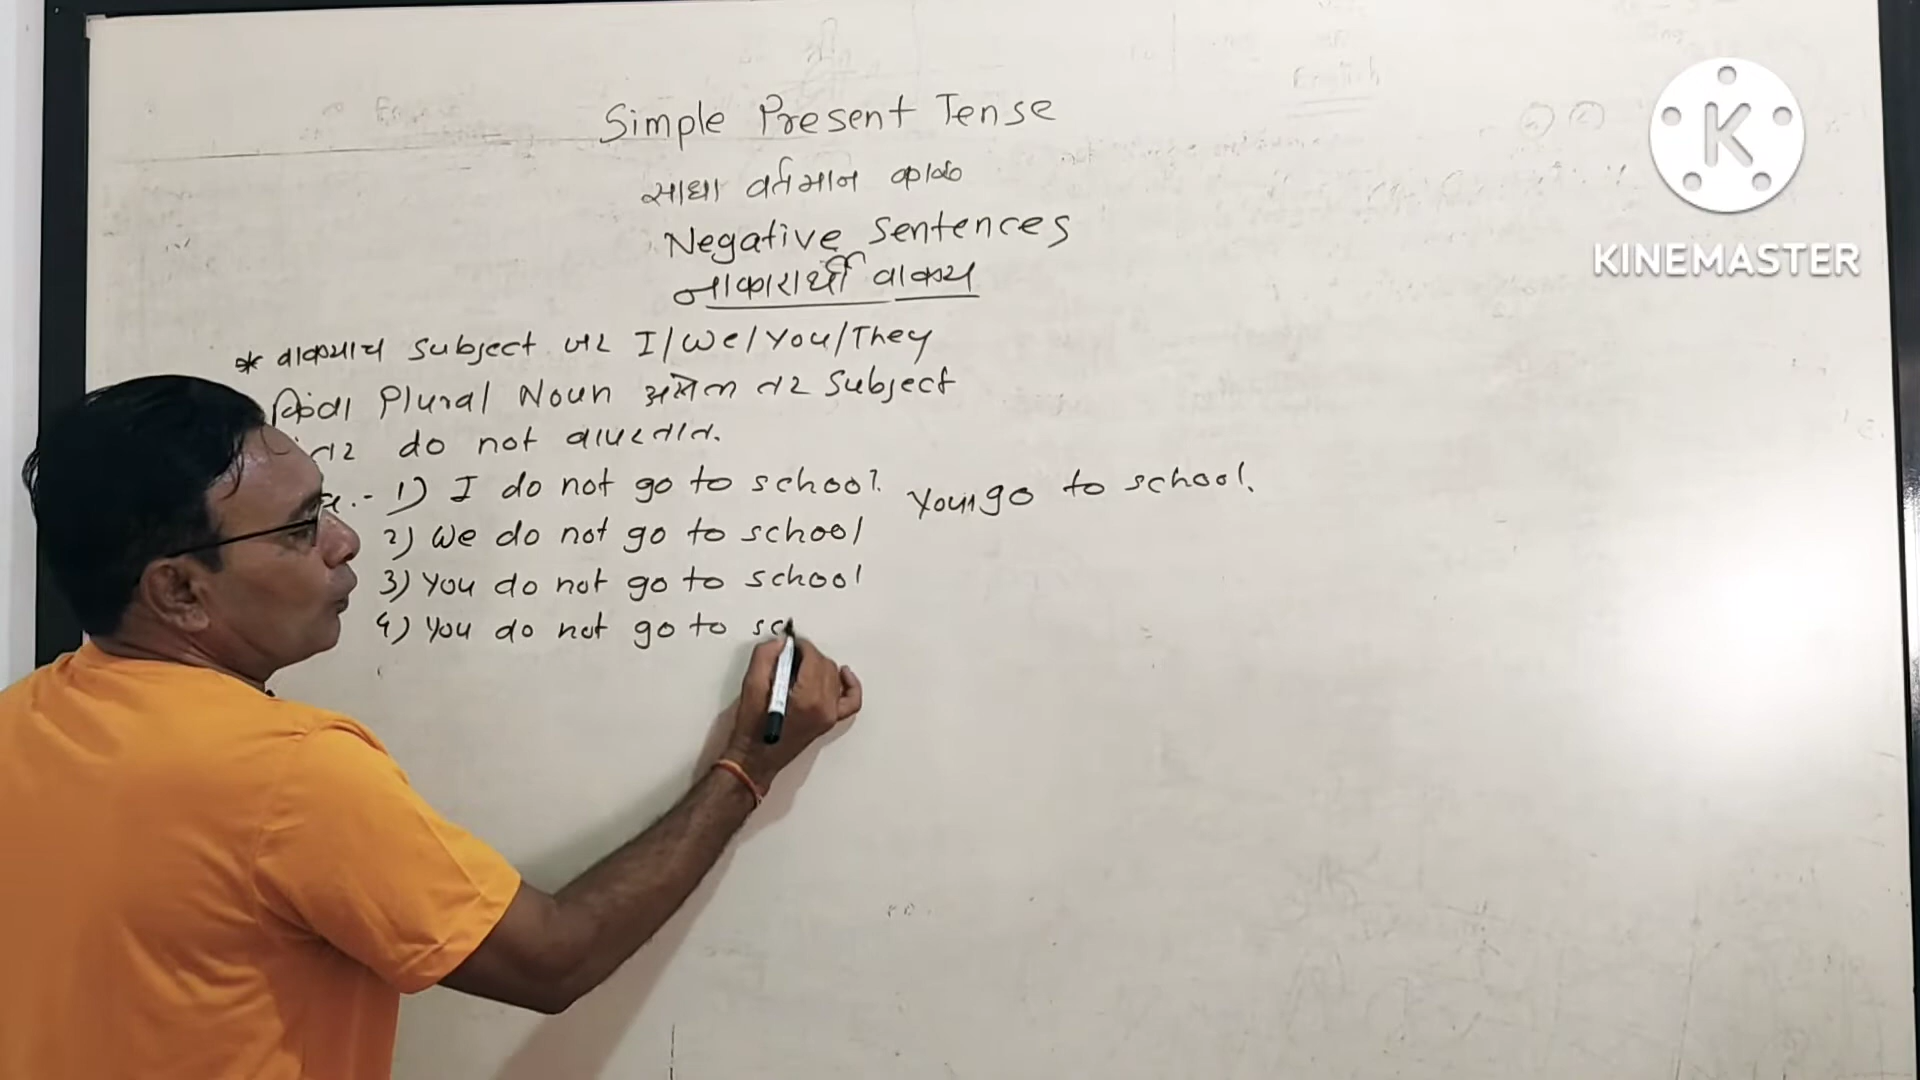 Simple Present Tense
साधा वर्तमान काळ
Negative Sentences
नाकारार्थी वाक्य
* वाक्याचा Subject जर I/We/You/They
किंवा Plural Noun असेल तर Subject
नंतर do not वापरतात.
1) I do not go to school.
You go to school.
2) We do not go to school
3) You do not go to school
4) You do not go to sc
K
KINEMASTER